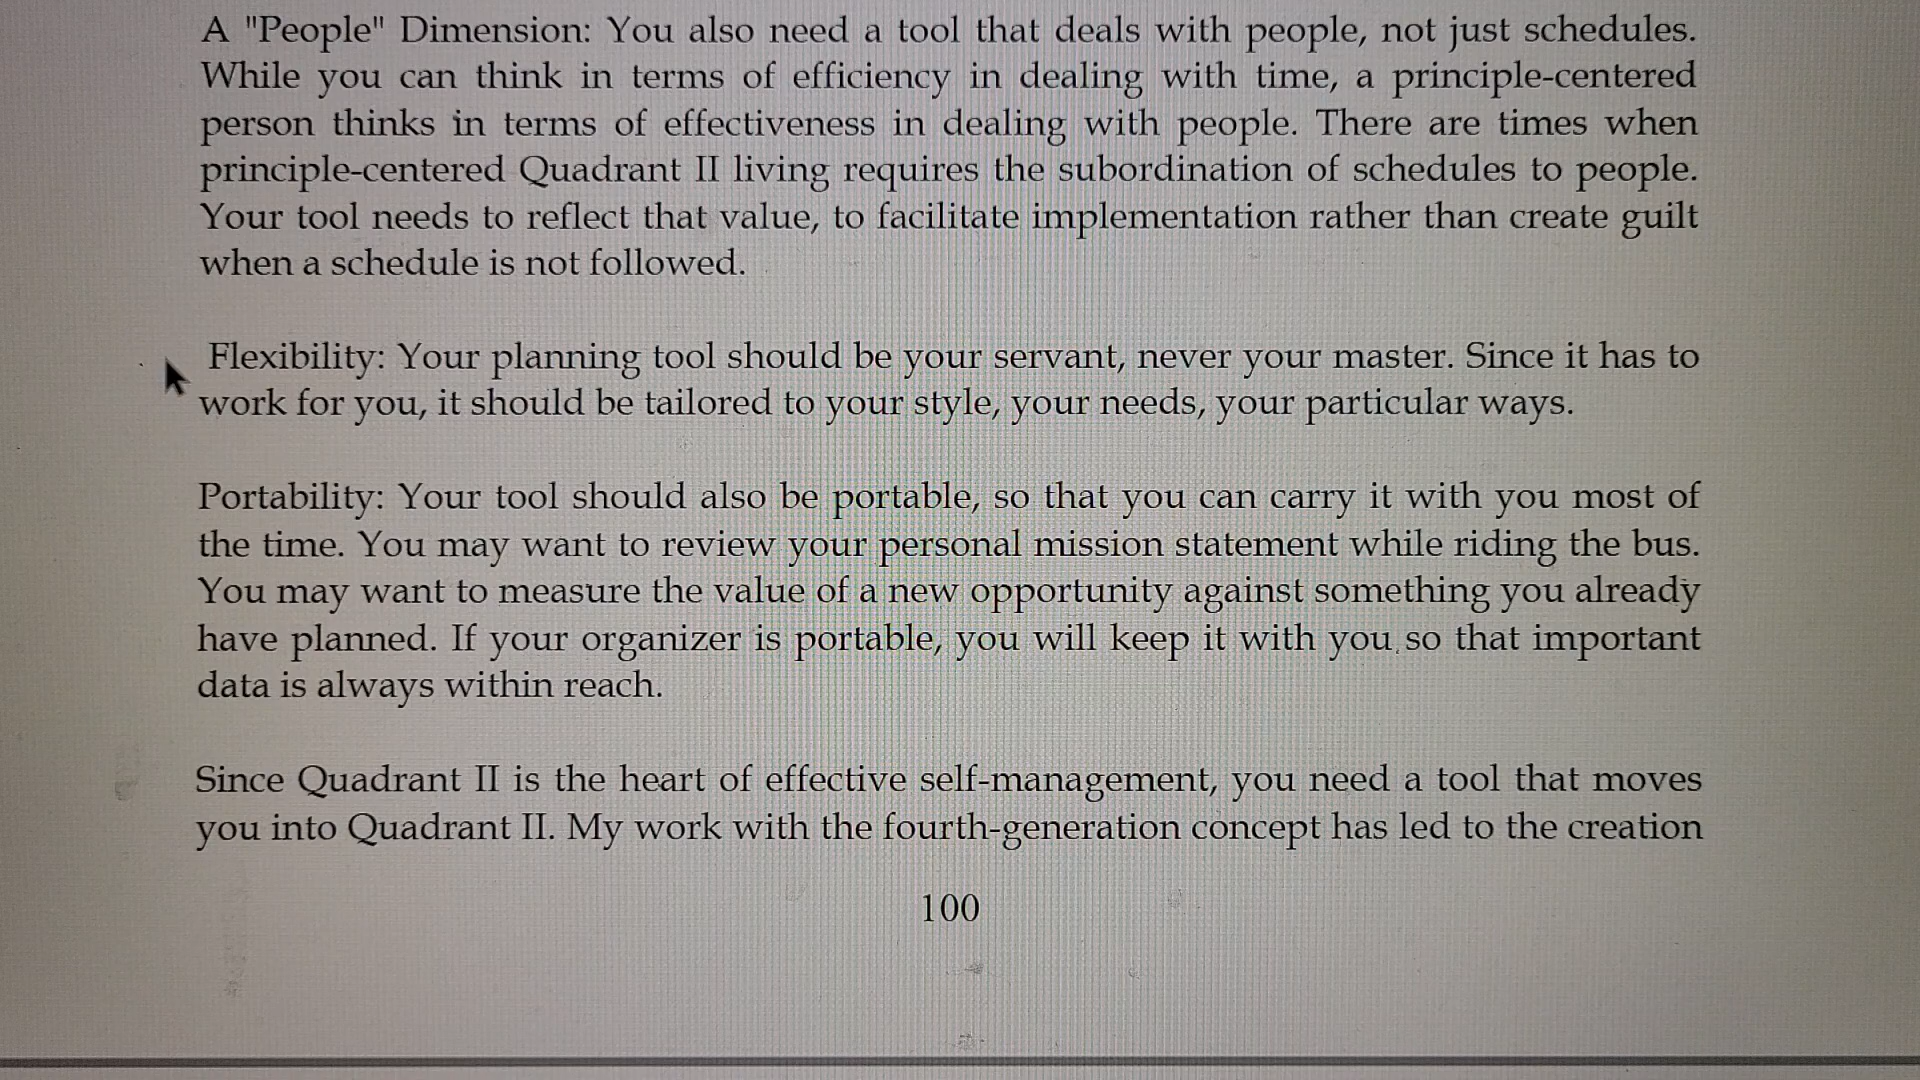 A "People" Dimension: You also need a tool that deals with people, not just schedules.
While you can think in terms of efficiency in dealing with time, a principle-centered
person thinks in terms of effectiveness in dealing with people. There are times when
principle-centered Quadrant II living requires the subordination of schedules to people.
Your tool needs to reflect that value, to facilitate implementation rather than create guilt
when a schedule is not followed.
Flexibility: Your planning tool should be your servant, never your master. Since it has to
work for you, it should be tailored to your style, your needs, your particular ways.
Portability: Your tool should also be portable, so that you can carry it with you most of
the time. You may want to review your personal mission statement while riding the bus.
You may want to measure the value of a new opportunity against something you already
have planned. If your organizer is portable, you will keep it with you so that important
data is always within reach.
Since Quadrant II is the heart of effective self-management, you need a tool that moves
you into Quadrant II. My work with the fourth-generation concept has led to the creation
100